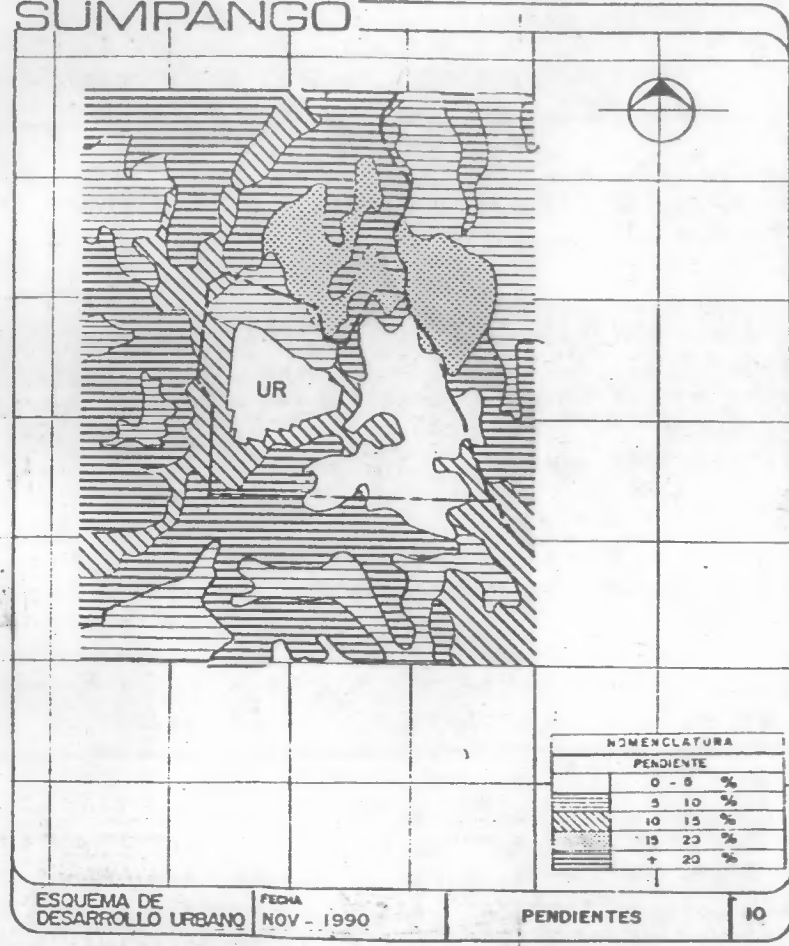 SUMPANGO
UR
NOMENCLATURA
PENDIENTE
0 - 5 %
5 10 %
10 15 %
15 20 %
+ 20 %
ESQUEMA DE
DESARROLLO URBANO
FECHA
NOV - 1990
PENDIENTES
10